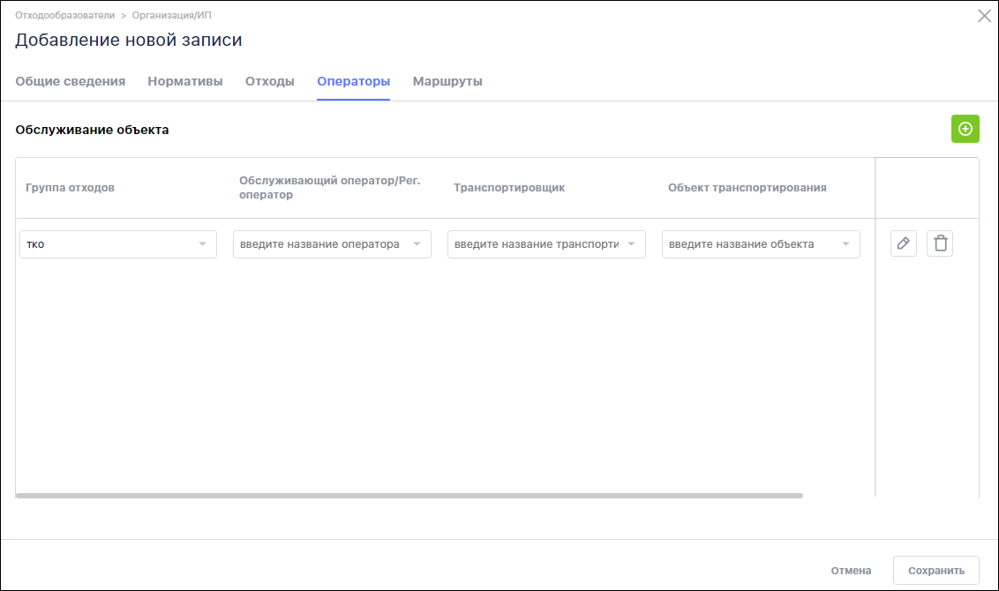 Отходообразователи > Организация/ИП
Добавление новой записи
Общие сведения Нормативы Отходы Операторы Маршруты
Обслуживание объекта
Группа отходов Обслуживающий оператор/Рег. оператор Транспортировщик Объект транспортирования
тко введите название оператора введите название транспорти введите название объекта
Отмена Сохранить